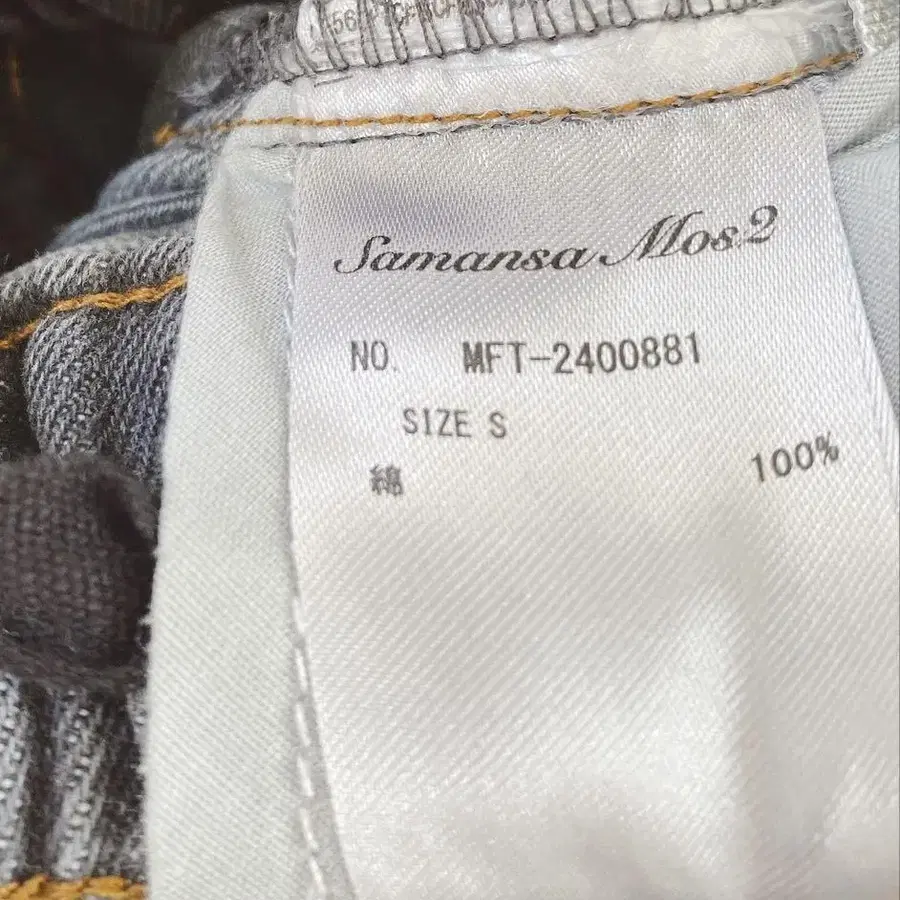 Samansa Mos2
NO. MFT-2400881
SIZE S
綿 100%